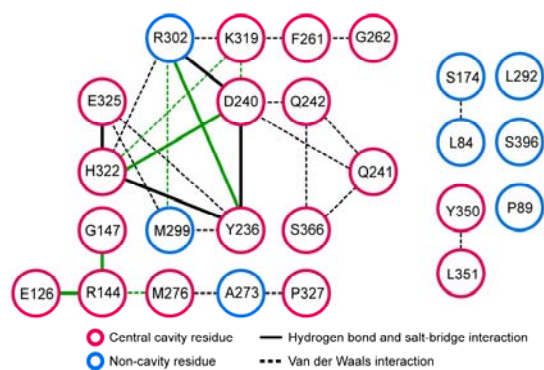 R302 K319 F261 G262
S174 L292
E325 D240 Q242
L84 S396
H322 Q241
Y350 P89
G147 M299 Y236 S366
L351
E126 R144 M276 A273 P327
Central cavity residue Hydrogen bond and salt-bridge interaction
Non-cavity residue Van der Waals interaction